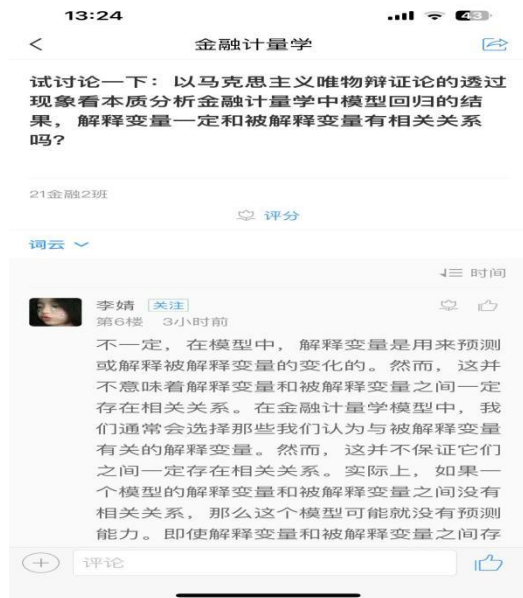 13:24
43
金融计量学
试讨论一下：以马克思主义唯物辩证论的透过
现象看本质分析金融计量学中模型回归的结
果，解释变量一定和被解释变量有相关关系
吗?
21金融2班
评分
词云
时间
李婧 关注
第6楼 3小时前
不一定，在模型中，解释变量是用来预测
或解释被解释变量的变化的。然而，这并
不意味着解释变量和被解释变量之间一定
存在相关关系。在金融计量学模型中，我
们通常会选择那些我们认为与被解释变量
有关的解释变量。然而，这并不保证它们
之间一定存在相关关系。实际上，如果一
个模型的解释变量和被解释变量之间没有
相关关系，那么这个模型可能就没有预测
能力。即使解释变量和被解释变量之间存
评论